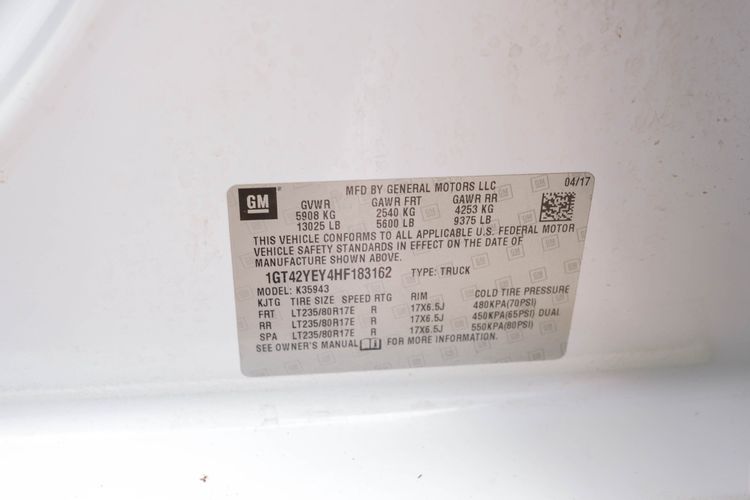 GM
MFD BY GENERAL MOTORS LLC
04/17
GVWR GAWR FRT GAWR RR
5908 KG 2540 KG 4253 KG
13025 LB 5600 LB 9375 LB
THIS VEHICLE CONFORMS TO ALL APPLICABLE U.S. FEDERAL MOTOR
VEHICLE SAFETY STANDARDS IN EFFECT ON THE DATE OF
MANUFACTURE SHOWN ABOVE.
1GT42YEY4HF183162 TYPE: TRUCK
MODEL: K35943
KJTG TIRE SIZE SPEED RTG RIM COLD TIRE PRESSURE
FRT LT235/80R17E R 17X6.5J 480KPA(70PSI)
RR LT235/80R17E R 17X6.5J 450KPA(65PSI) DUAL
SPA LT235/80R17E R 17X6.5J 550KPA(80PSI)
SEE OWNER'S MANUAL FOR MORE INFORMATION.